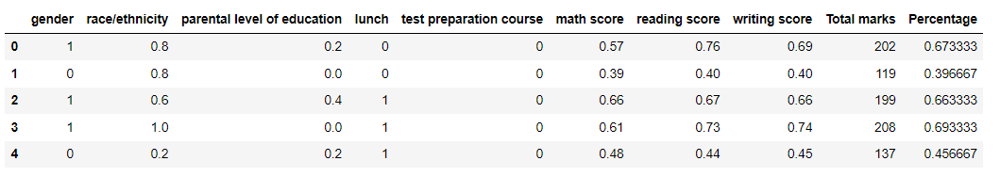 gender race/ethnicity parental level of education lunch test preparation course math score reading score writing score Total marks Percentage
0 1 0.8 0.2 0 0 0.57 0.76 0.69 202 0.673333
1 0 0.8 0.0 0 0 0.39 0.40 0.40 119 0.396667
2 1 0.6 0.4 1 0 0.66 0.67 0.66 199 0.663333
3 1 1.0 0.0 1 0 0.61 0.73 0.74 208 0.693333
4 0 0.2 0.2 1 0 0.48 0.44 0.45 137 0.456667